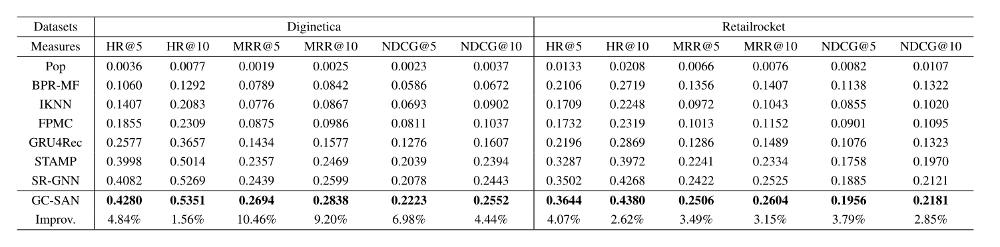 Datasets Diginetica Retailrocket
Measures HR@5 HR@10 MRR@5 MRR@10 NDCG@5 NDCG@10 HR@5 HR@10 MRR@5 MRR@10 NDCG@5 NDCG@10
Pop 0.0036 0.0077 0.0019 0.0025 0.0023 0.0037 0.0133 0.0208 0.0066 0.0076 0.0082 0.0107
BPR-MF 0.1060 0.1292 0.0789 0.0842 0.0586 0.0672 0.2106 0.2719 0.1356 0.1407 0.1138 0.1322
IKNN 0.1407 0.2083 0.0776 0.0867 0.0693 0.0902 0.1709 0.2248 0.0972 0.1043 0.0855 0.1020
FPMC 0.1855 0.2309 0.0875 0.0986 0.0811 0.1037 0.1732 0.2319 0.1013 0.1152 0.0901 0.1095
GRU4Rec 0.2577 0.3657 0.1434 0.1577 0.1276 0.1607 0.2196 0.2869 0.1286 0.1489 0.1076 0.1323
STAMP 0.3998 0.5014 0.2357 0.2469 0.2039 0.2394 0.3287 0.3972 0.2241 0.2334 0.1758 0.1970
SR-GNN 0.4082 0.5269 0.2439 0.2599 0.2078 0.2443 0.3502 0.4268 0.2422 0.2525 0.1885 0.2121
GC-SAN 0.4280 0.5351 0.2694 0.2838 0.2223 0.2552 0.3644 0.4380 0.2506 0.2604 0.1956 0.2181
Improv. 4.84% 1.56% 10.46% 9.20% 6.98% 4.44% 4.07% 2.62% 3.49% 3.15% 3.79% 2.85%